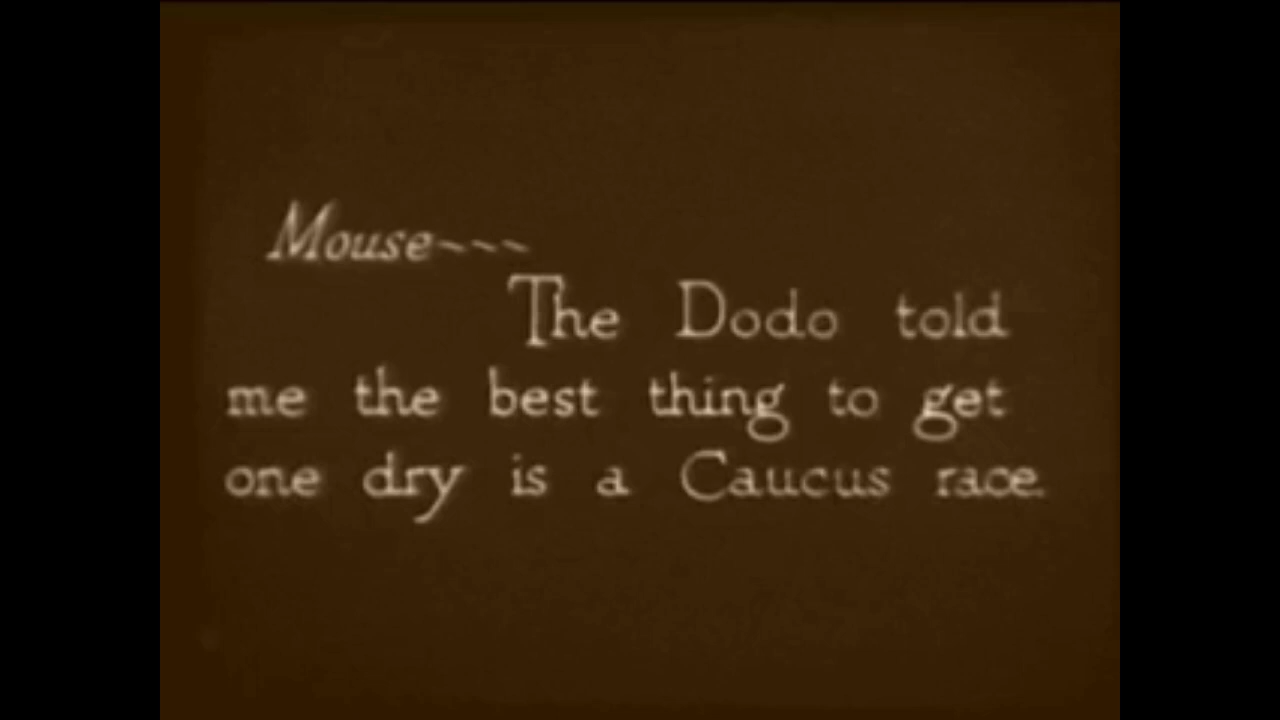 Mouse~~~
The Dodo told
me the best thing to get
one dry is a Caucus race.